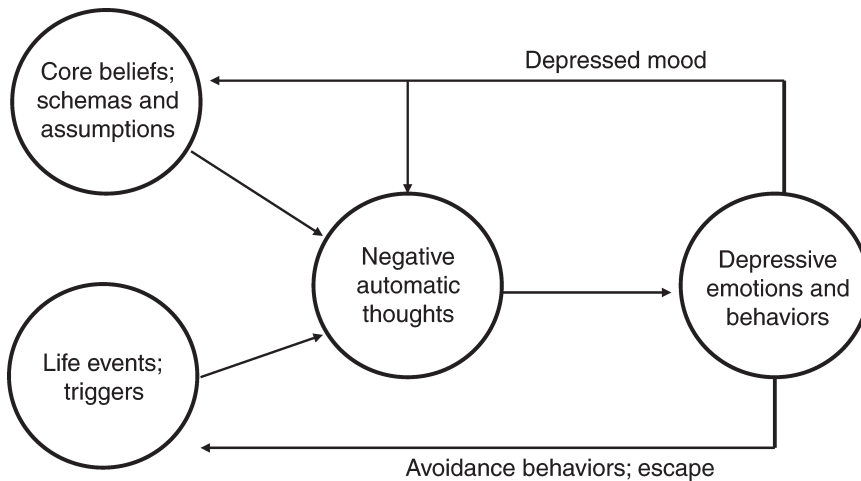 Depressed mood
Core beliefs;
schemas and
assumptions
Negative
automatic
thoughts
Depressive
emotions and
behaviors
Life events;
triggers
Avoidance behaviors; escape